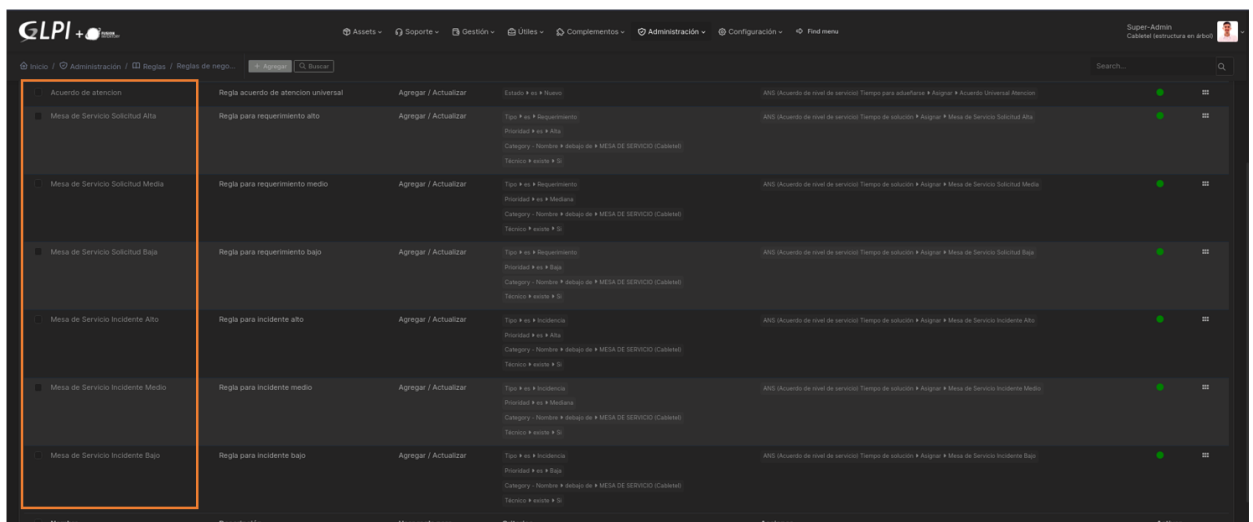 GLPI +
Assets Soporte Gestión Útiles Complementos Administración Configuración Find menu
Super-Admin
Cabletel (estructura en árbol)
Inicio / Administración / Reglas / Reglas de nego... + Agregar Buscar Search...
Acuerdo de atencion Regla acuerdo de atencion universal Agregar / Actualizar Estado es Nuevo ANS (Acuerdo de nivel de servicio) Tiempo para adueñarse Asignar Acuerdo Universal Atencion
Mesa de Servicio Solicitud Alta Regla para requerimiento alto Agregar / Actualizar Tipo es Requerimiento ANS (Acuerdo de nivel de servicio) Tiempo de solución Asignar Mesa de Servicio Solicitud Alta
Prioridad es Alta
Category - Nombre debajo de MESA DE SERVICIO (Cabletel)
Técnico existe Si
Mesa de Servicio Solicitud Media Regla para requerimiento medio Agregar / Actualizar Tipo es Requerimiento ANS (Acuerdo de nivel de servicio) Tiempo de solución Asignar Mesa de Servicio Solicitud Media
Prioridad es Mediana
Category - Nombre debajo de MESA DE SERVICIO (Cabletel)
Técnico existe Si
Mesa de Servicio Solicitud Baja Regla para requerimiento bajo Agregar / Actualizar Tipo es Requerimiento ANS (Acuerdo de nivel de servicio) Tiempo de solución Asignar Mesa de Servicio Solicitud Baja
Prioridad es Baja
Category - Nombre debajo de MESA DE SERVICIO (Cabletel)
Técnico existe Si
Mesa de Servicio Incidente Alto Regla para incidente alto Agregar / Actualizar Tipo es Incidencia ANS (Acuerdo de nivel de servicio) Tiempo de solución Asignar Mesa de Servicio Incidente Alto
Prioridad es Alta
Category - Nombre debajo de MESA DE SERVICIO (Cabletel)
Técnico existe Si
Mesa de Servicio Incidente Medio Regla para incidente medio Agregar / Actualizar Tipo es Incidencia ANS (Acuerdo de nivel de servicio) Tiempo de solución Asignar Mesa de Servicio Incidente Medio
Prioridad es Mediana
Category - Nombre debajo de MESA DE SERVICIO (Cabletel)
Técnico existe Si
Mesa de Servicio Incidente Bajo Regla para incidente bajo Agregar / Actualizar Tipo es Incidencia ANS (Acuerdo de nivel de servicio) Tiempo de solución Asignar Mesa de Servicio Incidente Bajo
Prioridad es Baja
Category - Nombre debajo de MESA DE SERVICIO (Cabletel)
Técnico existe Si